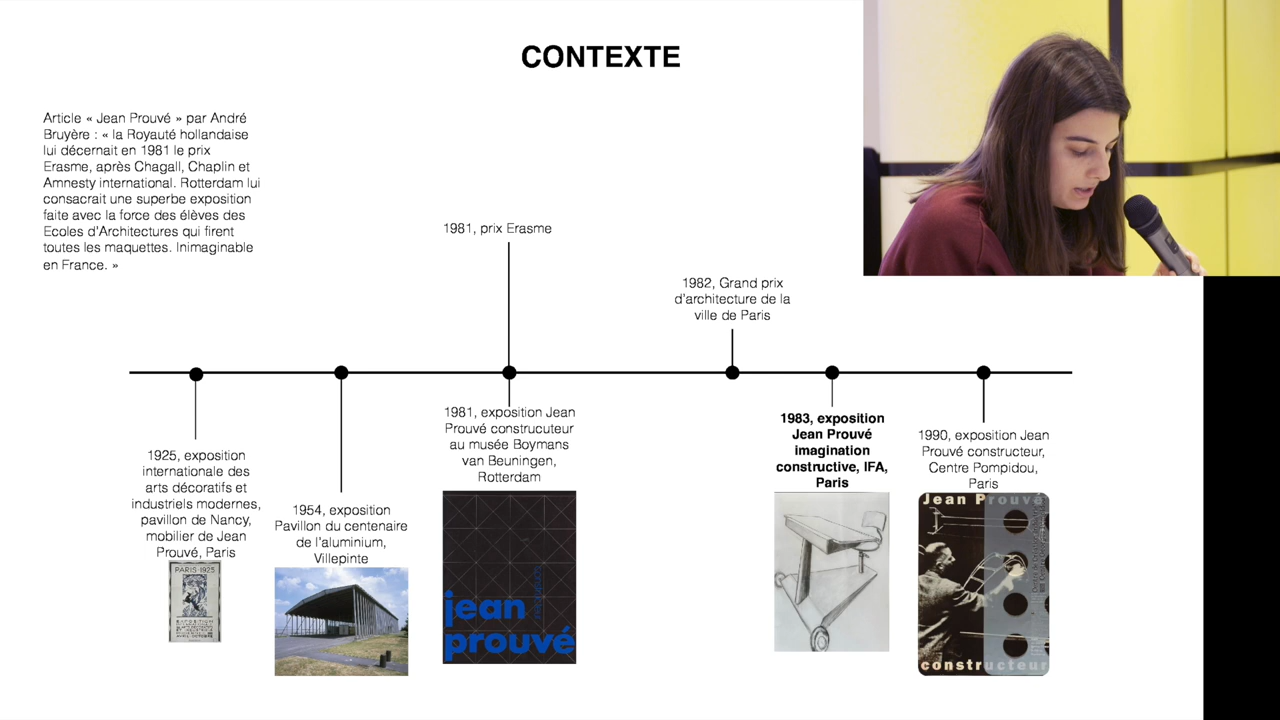 CONTEXTE
Article « Jean Prouvé » par André
Bruyère : « la Royauté hollandaise
lui décernait en 1981 le prix
Erasme, après Chagall, Chaplin et
Amnesty international. Rotterdam lui
consacrait une superbe exposition
faite avec la force des élèves des
Ecoles d'Architectures qui firent
toutes les maquettes. Inimaginable
en France. »
1981, prix Erasme
1982, Grand prix
d'architecture de la
ville de Paris
1925, exposition
internationale des
arts décoratifs et
industriels modernes,
pavillon de Nancy,
mobilier de Jean
Prouvé, Paris
PARIS-1925
1954, exposition
Pavillon du centenaire
de l'aluminium,
Villepinte
1981, exposition Jean
Prouvé construcuteur
au musée Boymans
van Beuningen,
Rotterdam
jean
prouvé
1983, exposition
Jean Prouvé
imagination
constructive, IFA,
Paris
1990, exposition Jean
Prouvé constructeur,
Centre Pompidou,
Paris
Jean Prouvé
constructeur